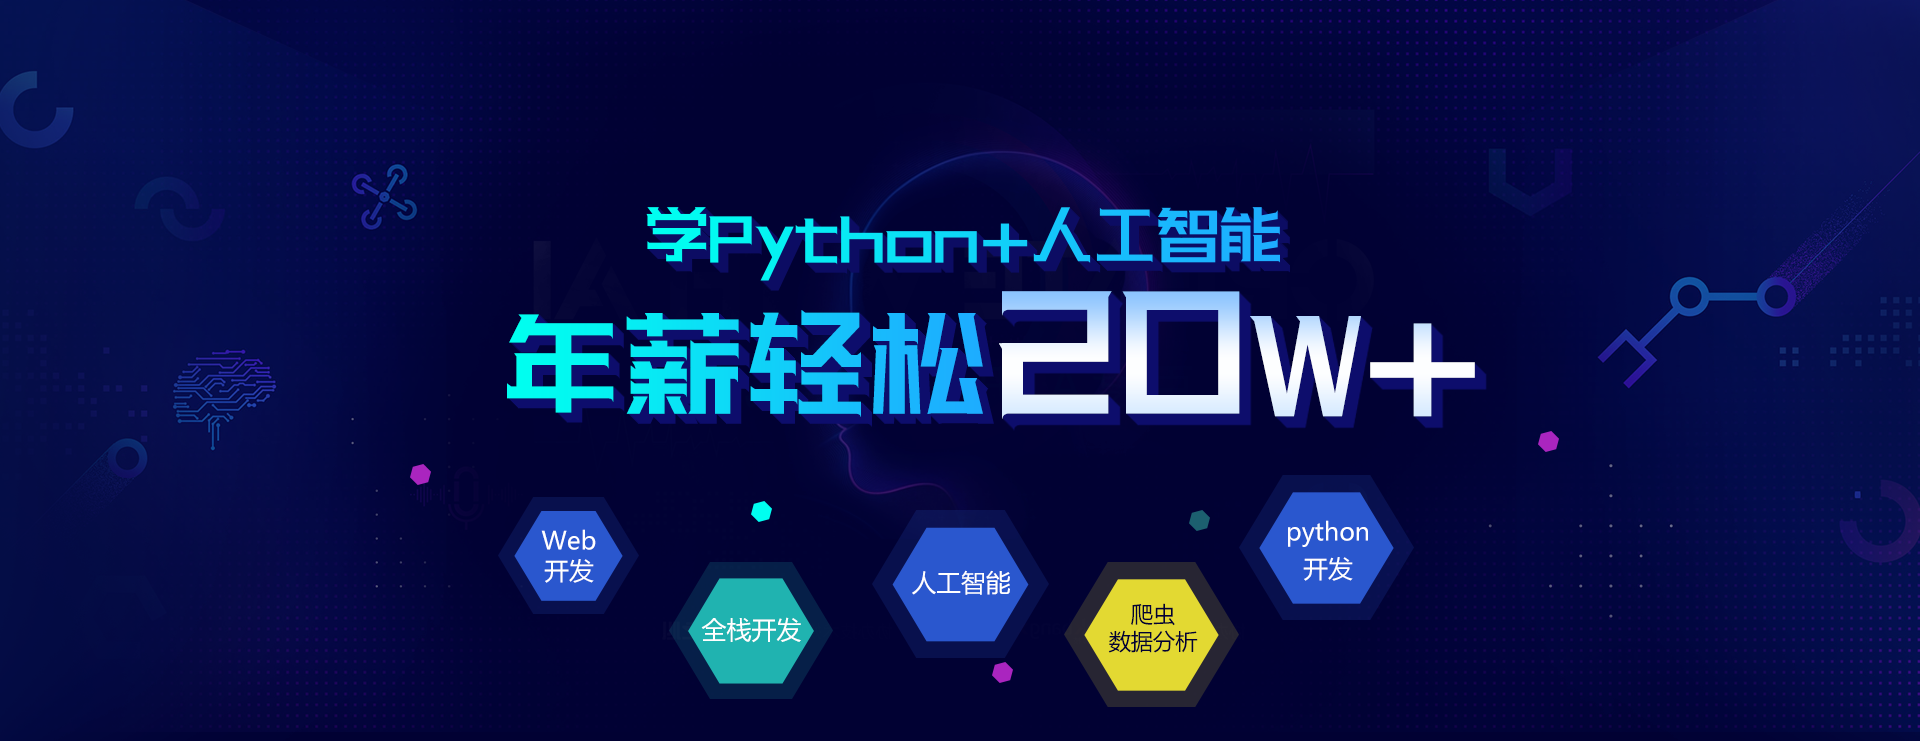 学Python+人工智能
年薪轻松20W+
Web
开发
全栈开发
人工智能
爬虫
数据分析
python
开发